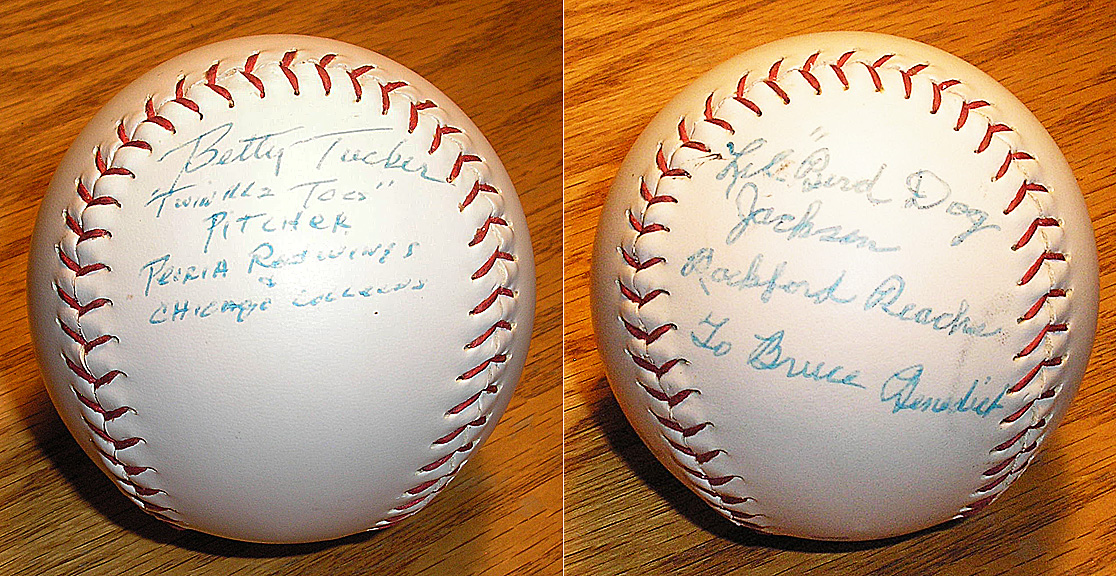 Betty Tucker
"Twinkle Toes"
Pitcher
Peoria Redwings
&
Chicago Colleens
Lil "Bird Dog
Jackson
Rockford Peaches
To Bruce Benedict